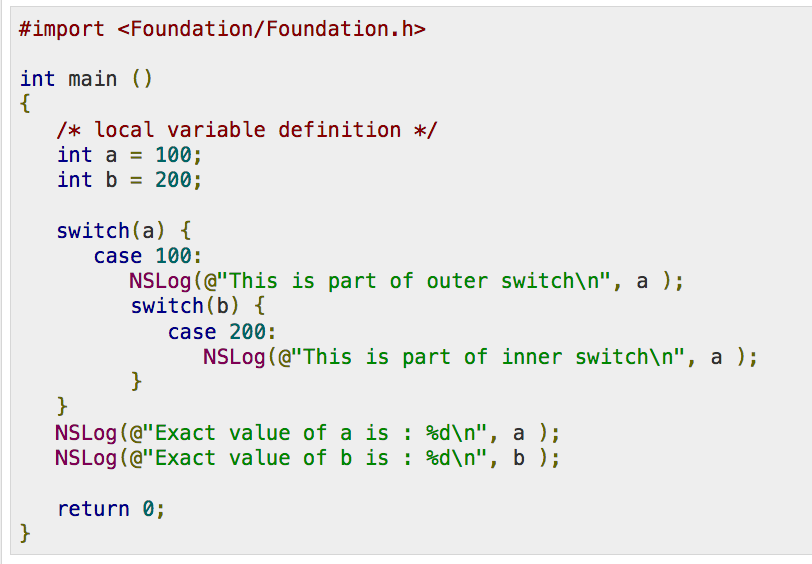 #import <Foundation/Foundation.h>
int main ()
{
/* local variable definition */
int a = 100;
int b = 200;
switch(a) {
case 100:
NSLog(@"This is part of outer switch\n", a );
switch(b) {
case 200:
NSLog(@"This is part of inner switch\n", a );
}
}
NSLog(@"Exact value of a is : %d\n", a );
NSLog(@"Exact value of b is : %d\n", b );
return 0;
}